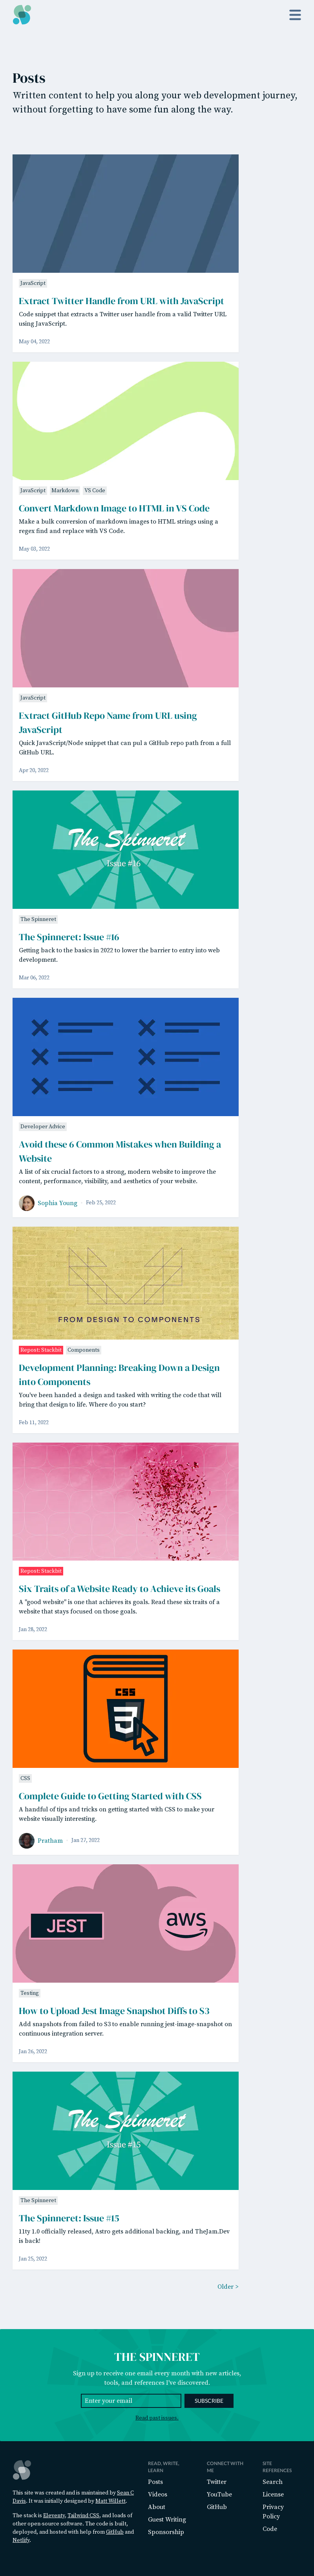 Posts
Written content to help you along your web development journey,
without forgetting to have some fun along the way.
JavaScript
Extract Twitter Handle from URL with JavaScript
Code snippet that extracts a Twitter user handle from a valid Twitter URL
using JavaScript.
May 04, 2022
JavaScript Markdown VS Code
Convert Markdown Image to HTML in VS Code
Make a bulk conversion of markdown images to HTML strings using a
regex find and replace with VS Code.
May 03, 2022
JavaScript
Extract GitHub Repo Name from URL using
JavaScript
Quick JavaScript/Node snippet that can pul a GitHub repo path from a full
GitHub URL.
Apr 20, 2022
The Spinneret
Issue #16
The Spinneret
The Spinneret: Issue #16
Getting back to the basics in 2022 to lower the barrier to entry into web
development.
Mar 06, 2022
Developer Advice
Avoid these 6 Common Mistakes when Building a
Website
A list of six crucial factors to a strong, modern website to improve the
content, performance, visibility, and aesthetics of your website.
Sophia Young Feb 25, 2022
FROM DESIGN TO COMPONENTS
Repost: Stackbit Components
Development Planning: Breaking Down a Design
into Components
You've been handed a design and tasked with writing the code that will
bring that design to life. Where do you start?
Feb 11, 2022
Repost: Stackbit
Six Traits of a Website Ready to Achieve its Goals
A "good website" is one that achieves its goals. Read these six traits of a
website that stays focused on those goals.
Jan 28, 2022
CSS
3
CSS
Complete Guide to Getting Started with CSS
A handful of tips and tricks on getting started with CSS to make your
website visually interesting.
Pratham Jan 27, 2022
JEST
aws
Testing
How to Upload Jest Image Snapshot Diffs to S3
Add snapshots from failed to S3 to enable running jest-image-snapshot on
continuous integration server.
Jan 26, 2022
The Spinneret
Issue #15
The Spinneret
The Spinneret: Issue #15
11ty 1.0 officially released, Astro gets additional backing, and TheJam.Dev
is back!
Jan 25, 2022
Older >
THE SPINNERET
Sign up to receive one email every month with new articles,
tools, and references I've discovered.
Enter your email SUBSCRIBE
Read past issues.
This site was created and is maintained by Sean C
Davis. It was initially designed by Matt Willett.
The stack is Eleventy, Tailwind CSS, and loads of
other open-source software. The code is built,
deployed, and hosted with help from GitHub and
Netlify.
READ, WRITE,
LEARN
Posts
Videos
About
Guest Writing
Sponsorship
CONNECT WITH
ME
Twitter
YouTube
GitHub
SITE
REFERENCES
Search
License
Privacy
Policy
Code